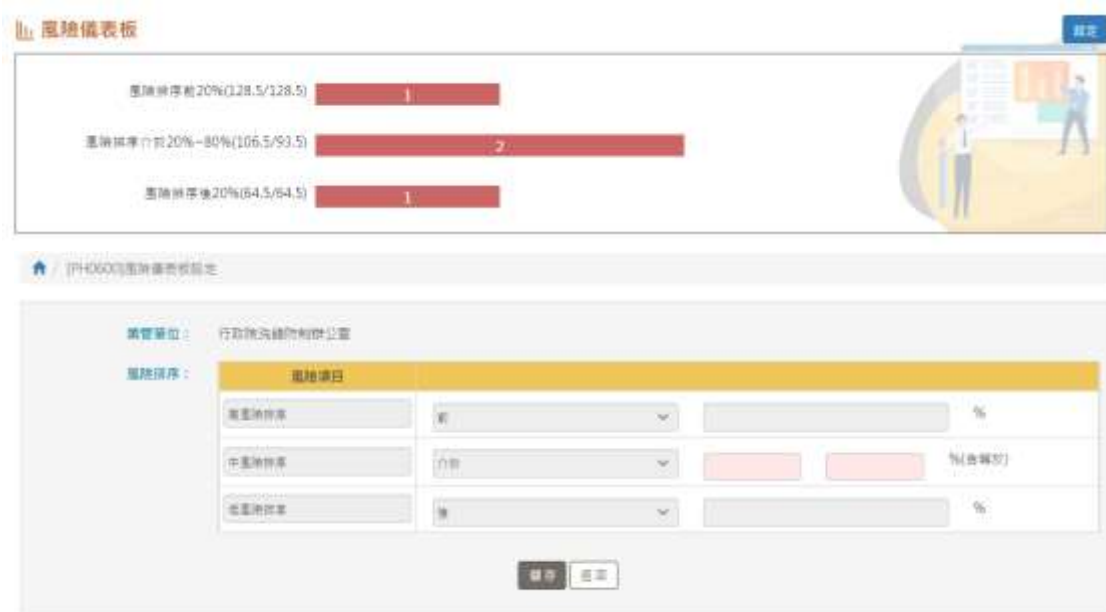 風險儀表板
設定
風險排序前20%(128.5/128.5)
1
風險排序介於20%~80%(106.5/93.5)
2
風險排序後20%(64.5/64.5)
1
/ [PH0600]風險儀表板設定
業管單位： 行政院洗錢防制辦公室
風險排序： 風險項目
高風險排序 前 %
中風險排序 介於 %(含輔於)
低風險排序 後 %
儲存